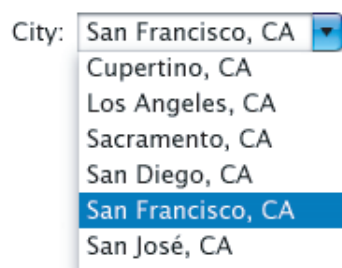 City: San Francisco, CA
Cupertino, CA
Los Angeles, CA
Sacramento, CA
San Diego, CA
San Francisco, CA
San José, CA